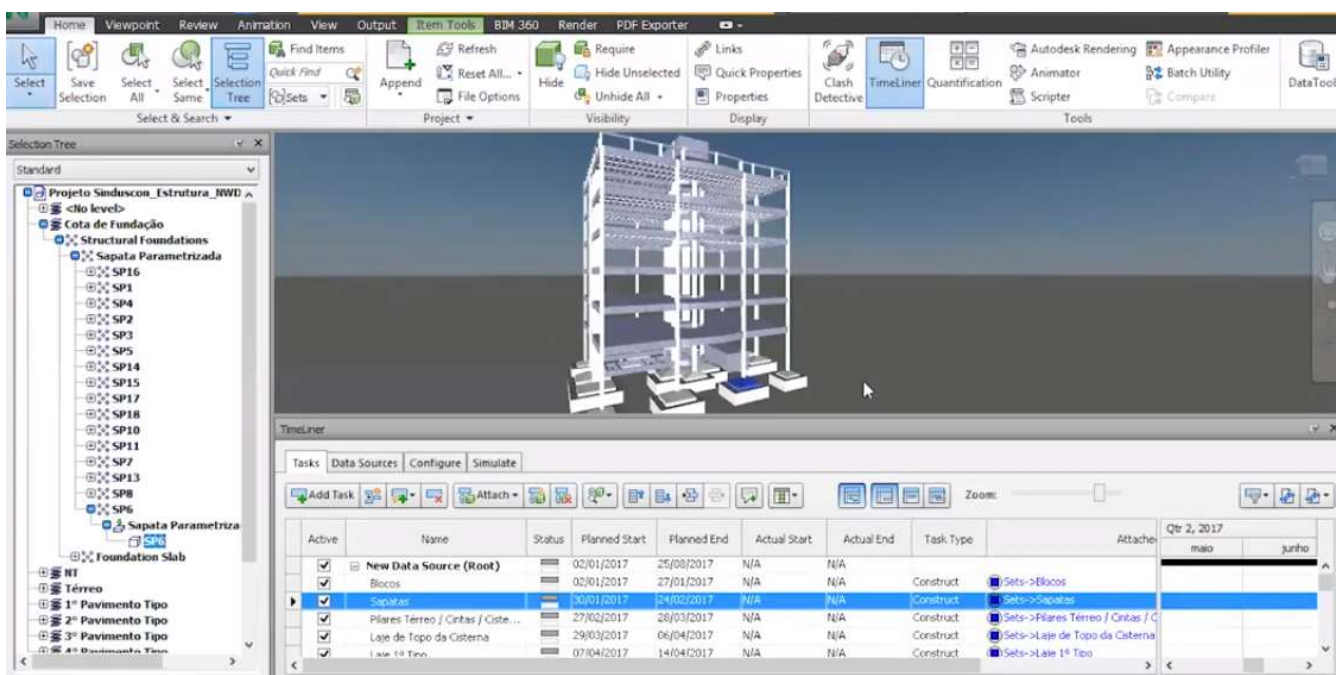 Home Viewpoint Review Animation View Output Item Tools BIM 360 Render PDF Exporter
Select
Save Selection
Select All
Select Same
Selection Tree
Find Items
Quick Find
Sets
Select & Search
Append
Refresh
Reset All...
File Options
Project
Hide
Require
Hide Unselected
Unhide All
Visibility
Links
Quick Properties
Properties
Display
Clash Detective
TimeLiner
Quantification
Autodesk Rendering
Animator
Scripter
Appearance Profiler
Batch Utility
Compare
Tools
DataTool
Selection Tree
Standard
Projeto Sinduscon_Estrutura_NWD
<No level>
Cota de Fundação
Structural Foundations
Sapata Parametrizada
SP16
SP1
SP4
SP2
SP3
SP5
SP14
SP15
SP17
SP18
SP10
SP11
SP7
SP13
SP8
SP6
Sapata Parametriza
SP6
Foundation Slab
NT
Térreo
1º Pavimento Tipo
2º Pavimento Tipo
3º Pavimento Tipo
4º Pavimento Tipo
TimeLiner
Tasks Data Sources Configure Simulate
Add Task Attach Zoom:
Active Name Status Planned Start Planned End Actual Start Actual End Task Type Attache
Qtr 2, 2017
maio junho
New Data Source (Root) 02/01/2017 25/08/2017 N/A N/A
Blocos 02/01/2017 27/01/2017 N/A N/A Construct Sets->Blocos
Sapatas 30/01/2017 24/02/2017 N/A N/A Construct Sets->Sapatas
Pilares Térreo / Cintas / Ciste... 27/02/2017 28/03/2017 N/A N/A Construct Sets->Pilares Térreo / Cintas / C
Laje de Topo da Cisterna 29/03/2017 06/04/2017 N/A N/A Construct Sets->Laje de Topo da Cisterna
Laje 1º Tipo 07/04/2017 14/04/2017 N/A N/A Construct Sets->Laje 1º Tipo